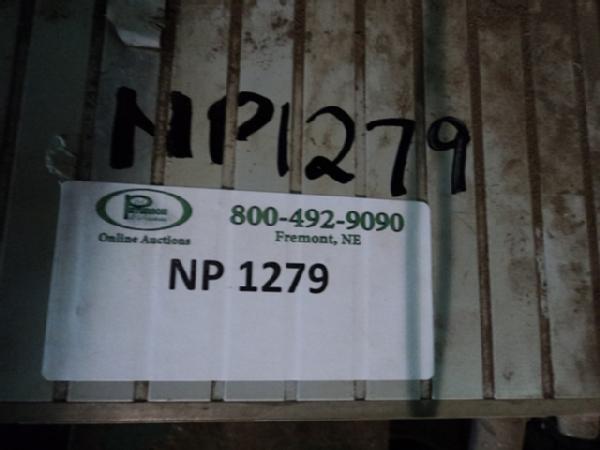 NP1279
800-492-9090
Fremont, NE
Online Auctions
NP 1279